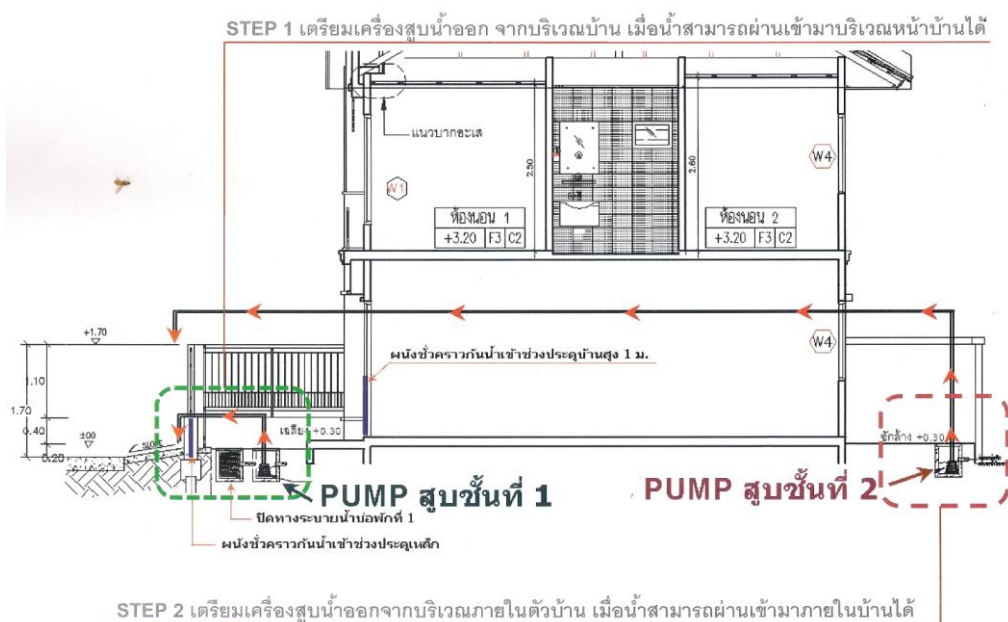 STEP 1 เตรียมเครื่องสูบน้ำออก จากบริเวณบ้าน เมื่อน้ำสามารถผ่านเข้ามาบริเวณหน้าบ้านได้
แนวบากอะเส
2.50
2.60
W1
W4
ห้องนอน 1
+3.20 F3 C2
ห้องนอน 2
+3.20 F3 C2
+1.70
W4
ผนังชั่วคราวกันน้ำเข้าช่วงประตูบ้านสูง 1 ม.
1.10
1.70
0.40
±00
0.20
SLOPE
เฉลียง +0.30
ซักล้าง +0.30
PUMP สูบชั้นที่ 1
PUMP สูบชั้นที่ 2
ปิดทางระบายน้ำบ่อพักที่ 1
ผนังชั่วคราวกันน้ำเข้าช่วงประตูเหล็ก
STEP 2 เตรียมเครื่องสูบน้ำออกจากบริเวณภายในตัวบ้าน เมื่อน้ำสามารถผ่านเข้ามาภายในบ้านได้